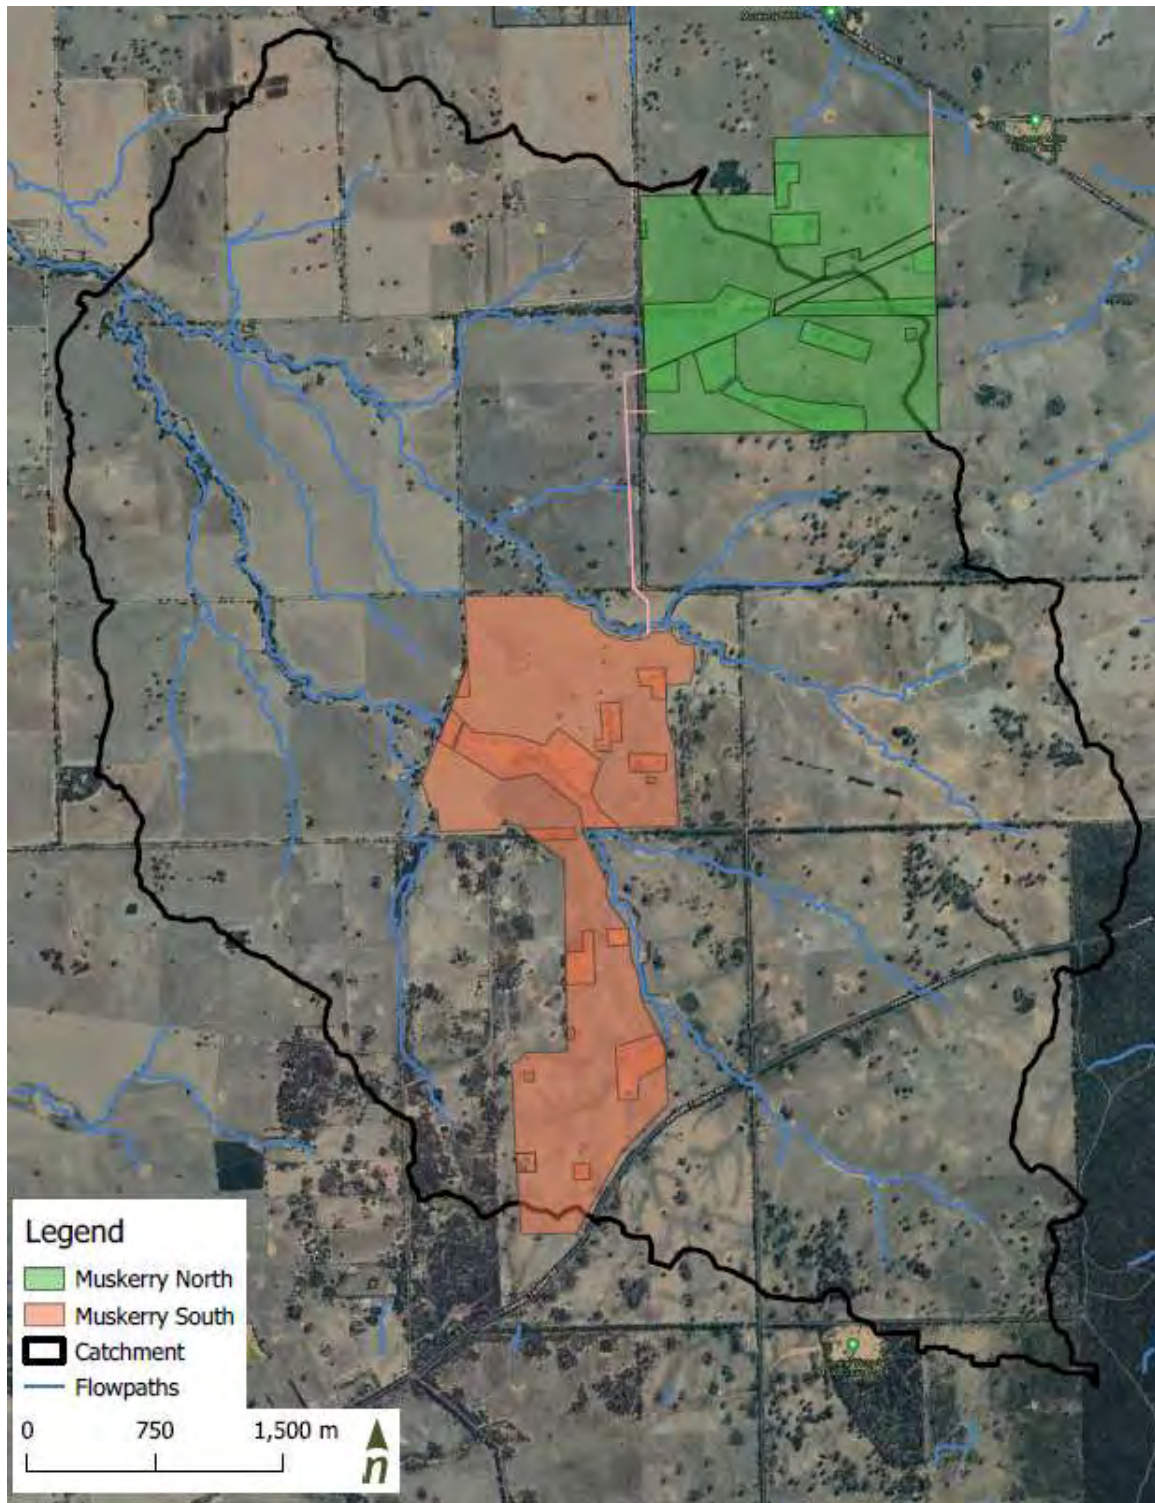 Legend
Muskerry North
Muskerry South
Catchment
Flowpaths
0 750 1,500 m
n